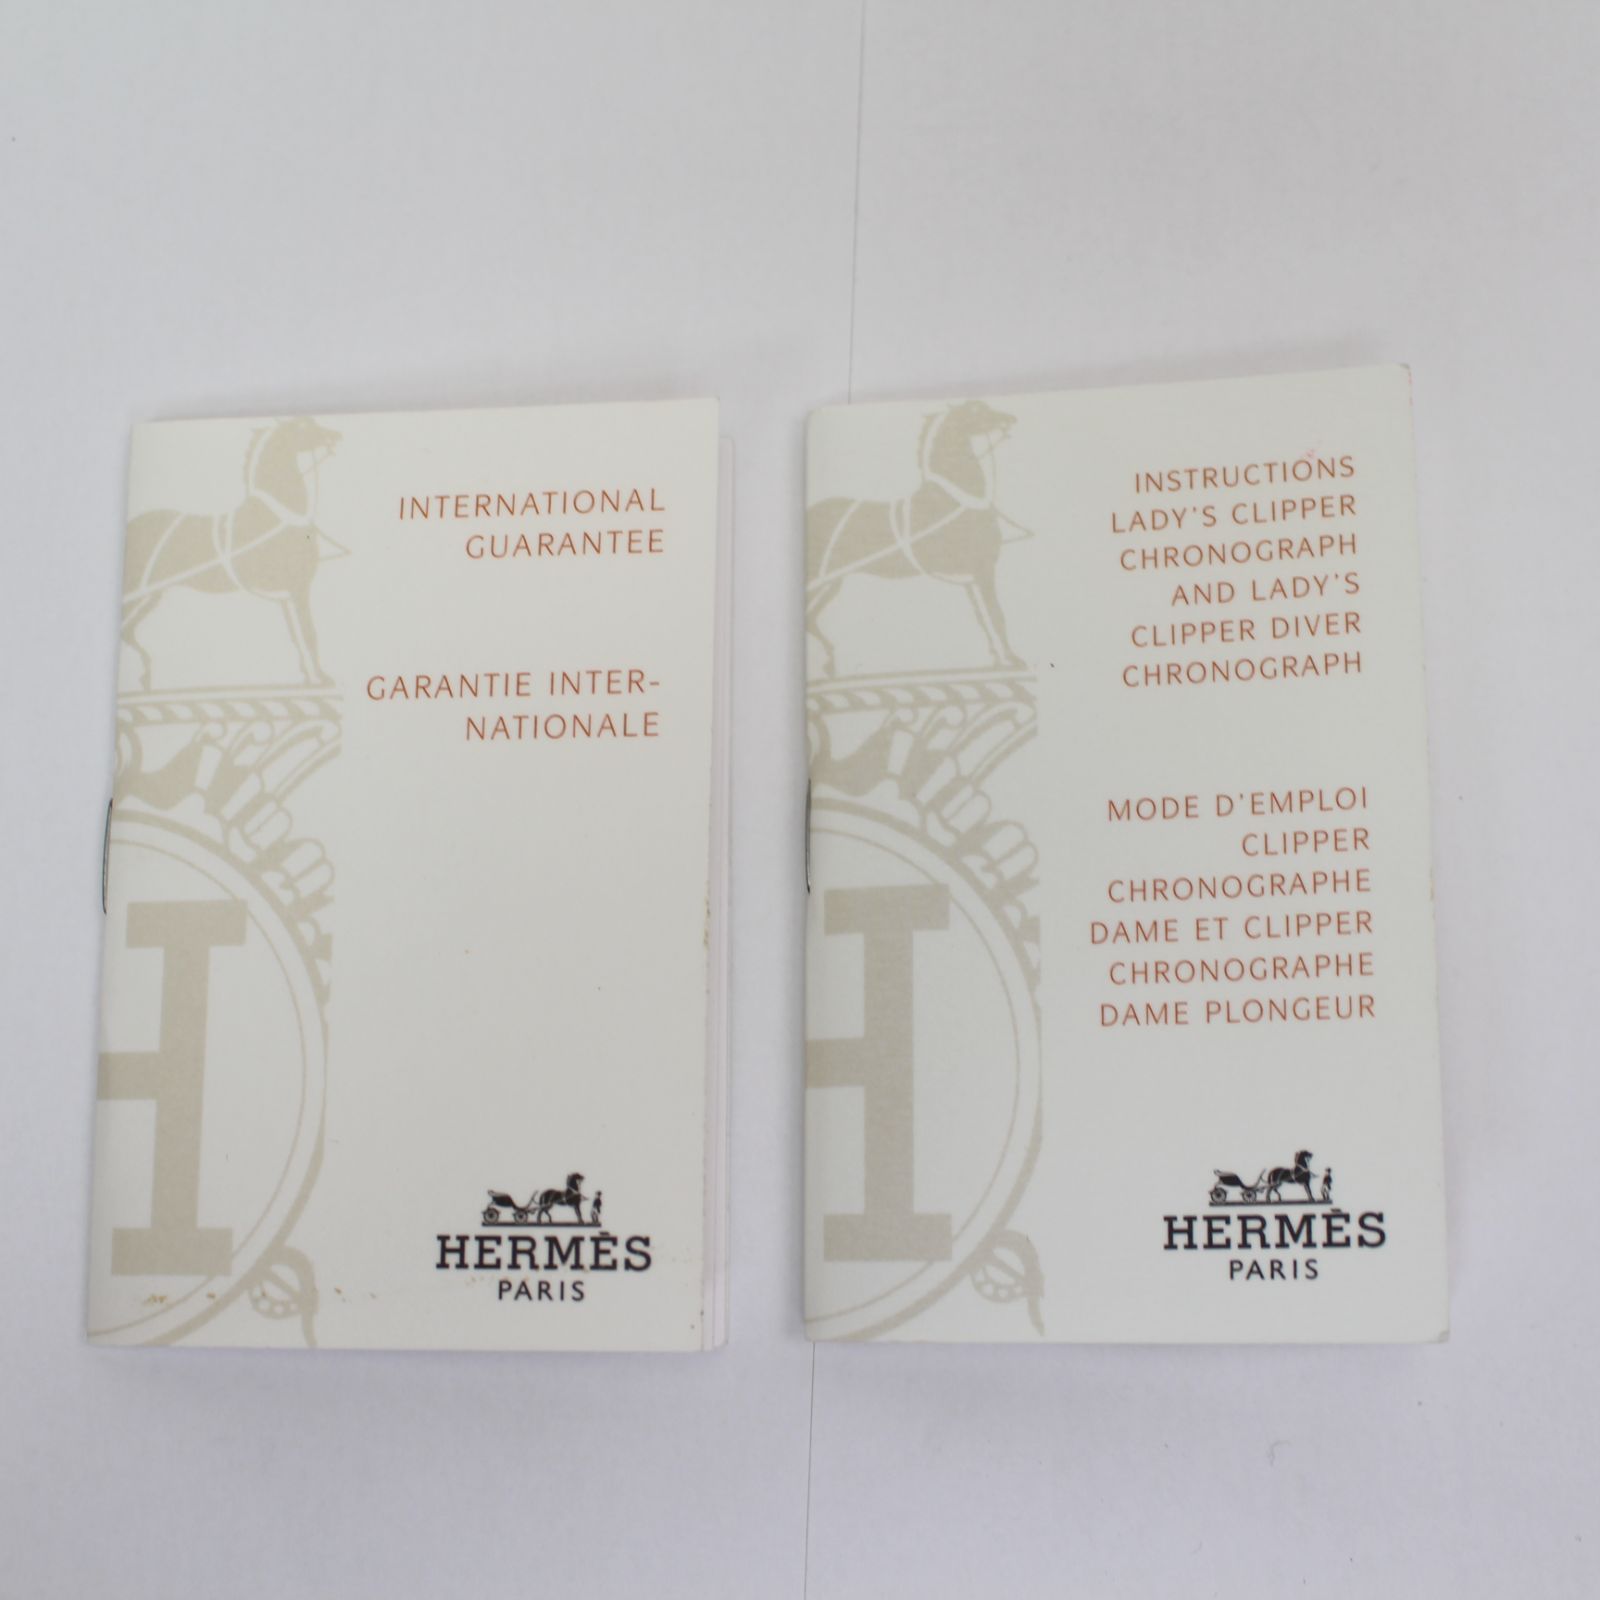 INTERNATIONAL
GUARANTEE
GARANTIE INTER-
NATIONALE
H
HERMÈS
PARIS
INSTRUCTIONS
LADY'S CLIPPER
CHRONOGRAPH
AND LADY'S
CLIPPER DIVER
CHRONOGRAPH
MODE D'EMPLOI
CLIPPER
CHRONOGRAPHE
DAME ET CLIPPER
CHRONOGRAPHE
DAME PLONGEUR
H
HERMÈS
PARIS